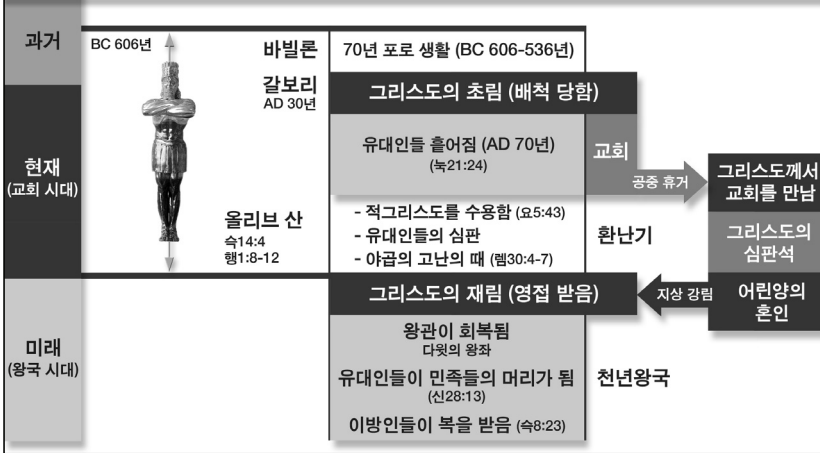 과거
BC 606년
바빌론
70년 포로 생활 (BC 606-536년)
갈보리
AD 30년
그리스도의 초림 (배척 당함)
현재
(교회 시대)
유대인들 흩어짐 (AD 70년)
(눅21:24)
교회
공중 휴거
그리스도께서
교회를 만남
올리브 산
슥14:4
행1:8-12
- 적그리스도를 수용함 (요5:43)
- 유대인들의 심판
- 야곱의 고난의 때 (렘30:4-7)
환난기
그리스도의
심판석
그리스도의 재림 (영접 받음)
지상 강림
어린양의
혼인
미래
(왕국 시대)
왕관이 회복됨
다윗의 왕좌
유대인들이 민족들의 머리가 됨
(신28:13)
이방인들이 복을 받음 (슥8:23)
천년왕국